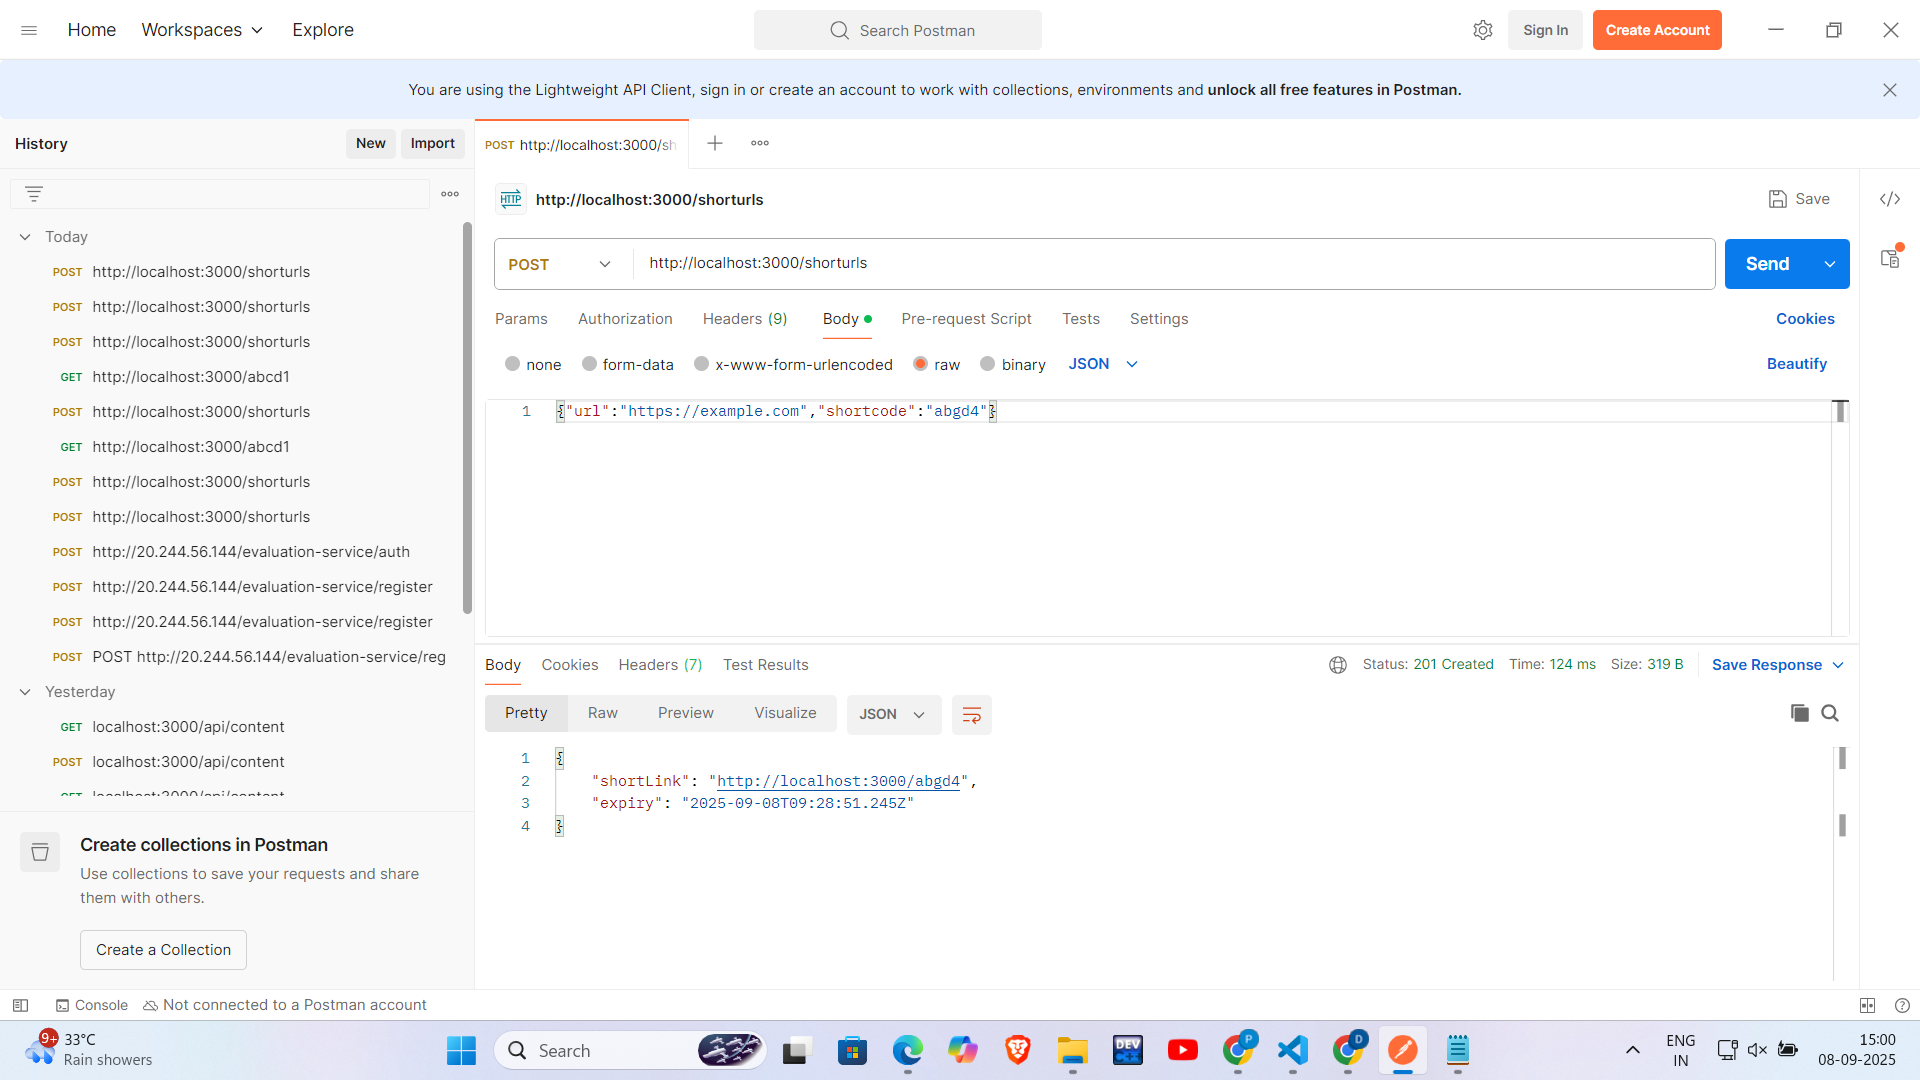 Home
Workspaces
Explore
Search Postman
Sign In
Create Account
You are using the Lightweight API Client, sign in or create an account to work with collections, environments and unlock all free features in Postman.
History
New
Import
POST http://localhost:3000/sh
HTTP http://localhost:3000/shorturls
Save
Today
POST http://localhost:3000/shorturls
POST http://localhost:3000/shorturls
POST http://localhost:3000/shorturls
GET http://localhost:3000/abcd1
POST http://localhost:3000/shorturls
GET http://localhost:3000/abcd1
POST http://localhost:3000/shorturls
POST http://localhost:3000/shorturls
POST http://20.244.56.144/evaluation-service/auth
POST http://20.244.56.144/evaluation-service/register
POST http://20.244.56.144/evaluation-service/register
POST POST http://20.244.56.144/evaluation-service/reg
Yesterday
GET localhost:3000/api/content
POST localhost:3000/api/content
GET localhost:3000/api/content
Create collections in Postman
Use collections to save your requests and share
them with others.
Create a Collection
POST
http://localhost:3000/shorturls
Send
Params
Authorization
Headers (9)
Body
Pre-request Script
Tests
Settings
Cookies
none
form-data
x-www-form-urlencoded
raw
binary
JSON
Beautify
1 {"url":"https://example.com","shortcode":"abgd4"}
Body
Cookies
Headers (7)
Test Results
Status: 201 Created
Time: 124 ms
Size: 319 B
Save Response
Pretty
Raw
Preview
Visualize
JSON
1 {
2 "shortLink": "http://localhost:3000/abgd4",
3 "expiry": "2025-09-08T09:28:51.245Z"
4 }
Console
Not connected to a Postman account
9+
33°C
Rain showers
Search
DEV
C++
P
D
ENG
IN
15:00
08-09-2025